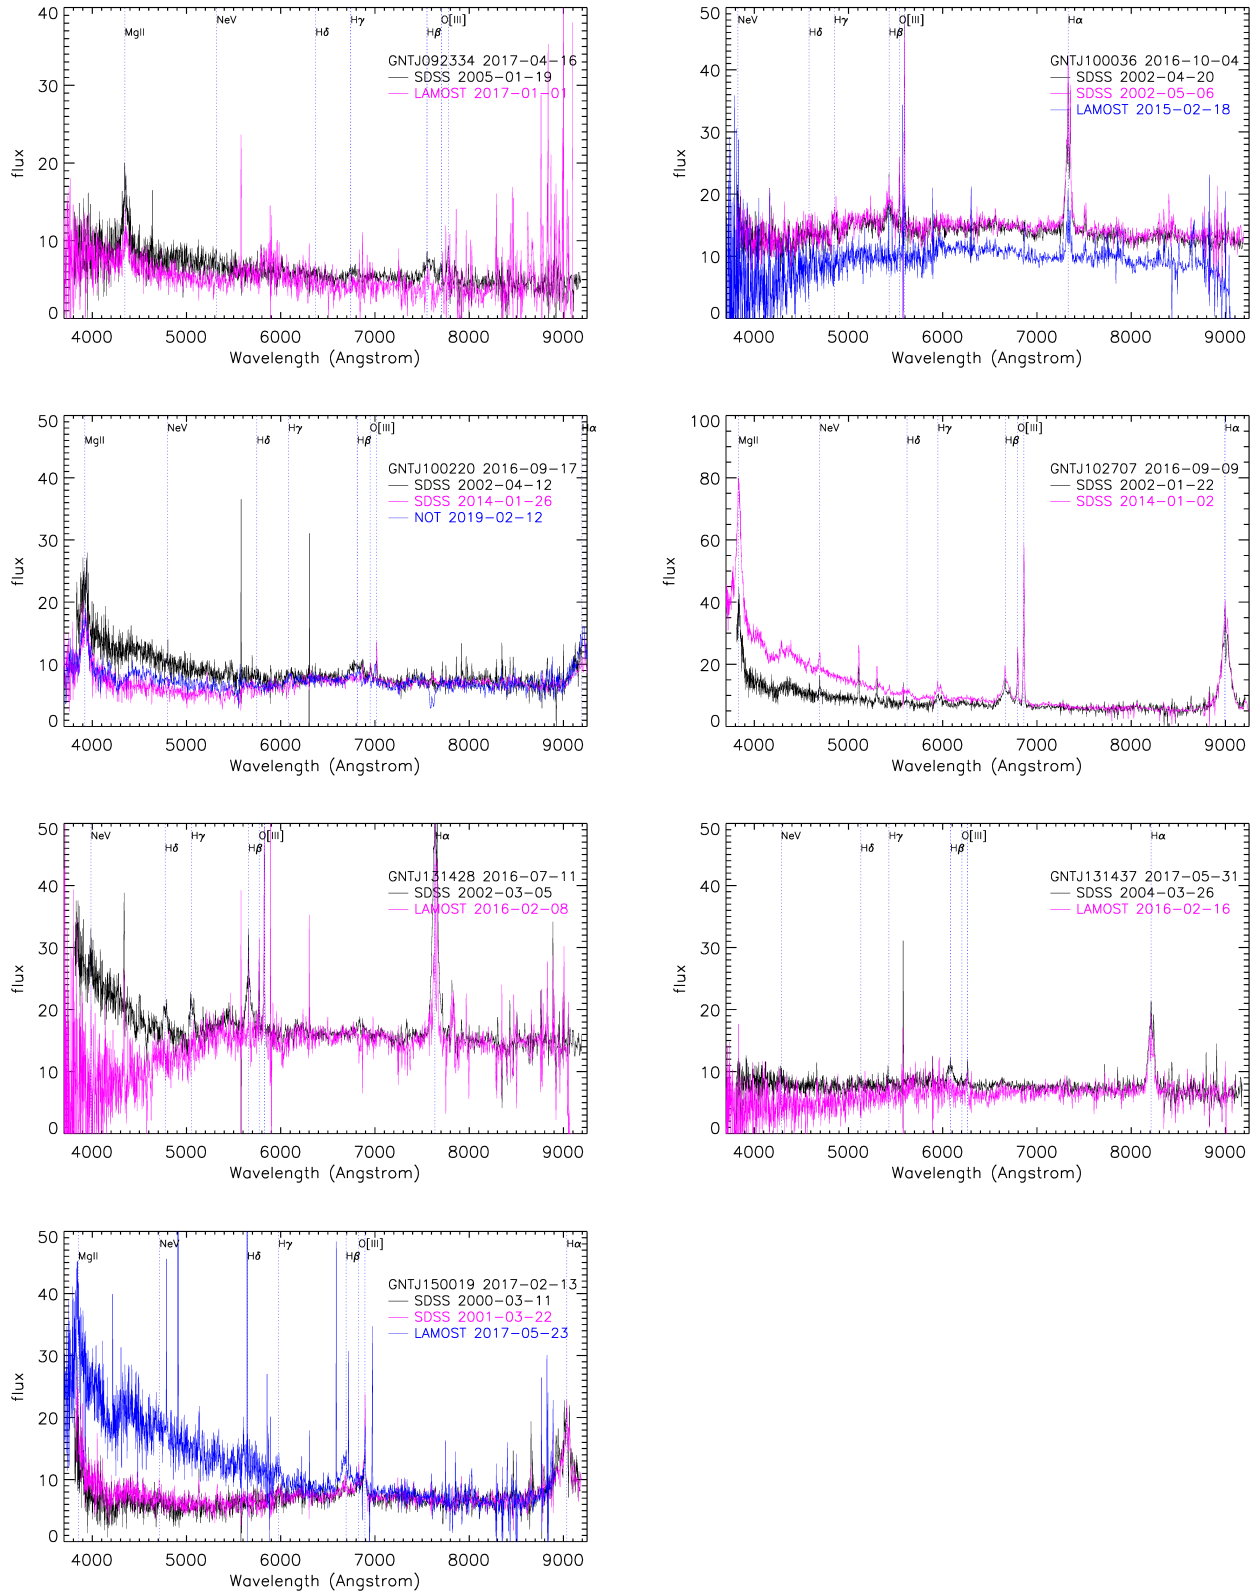 MgII NeV Hδ Hγ Hβ O[III]
GNTJ092334 2017-04-16
SDSS 2005-01-19
LAMOST 2017-01-01
flux
0 10 20 30 40
4000 5000 6000 7000 8000 9000
Wavelength (Angstrom)
NeV Hδ Hγ Hβ O[III] Hα
GNTJ100036 2016-10-04
SDSS 2002-04-20
SDSS 2002-05-06
LAMOST 2015-02-18
flux
0 10 20 30 40 50
4000 5000 6000 7000 8000 9000
Wavelength (Angstrom)
MgII NeV Hδ Hγ Hβ O[III] Hα
GNTJ100220 2016-09-17
SDSS 2002-04-12
SDSS 2014-01-26
NOT 2019-02-12
flux
0 10 20 30 40 50
4000 5000 6000 7000 8000 9000
Wavelength (Angstrom)
MgII NeV Hδ Hγ Hβ O[III] Hα
GNTJ102707 2016-09-09
SDSS 2002-01-22
SDSS 2014-01-02
flux
0 20 40 60 80 100
4000 5000 6000 7000 8000 9000
Wavelength (Angstrom)
NeV Hδ Hγ Hβ O[III] Hα
GNTJ131428 2016-07-11
SDSS 2002-03-05
LAMOST 2016-02-08
flux
0 10 20 30 40 50
4000 5000 6000 7000 8000 9000
Wavelength (Angstrom)
NeV Hδ Hγ Hβ O[III] Hα
GNTJ131437 2017-05-31
SDSS 2004-03-26
LAMOST 2016-02-16
flux
0 10 20 30 40 50
4000 5000 6000 7000 8000 9000
Wavelength (Angstrom)
MgII NeV Hδ Hγ Hβ O[III] Hα
GNTJ150019 2017-02-13
SDSS 2000-03-11
SDSS 2001-03-22
LAMOST 2017-05-23
flux
0 10 20 30 40 50
4000 5000 6000 7000 8000 9000
Wavelength (Angstrom)